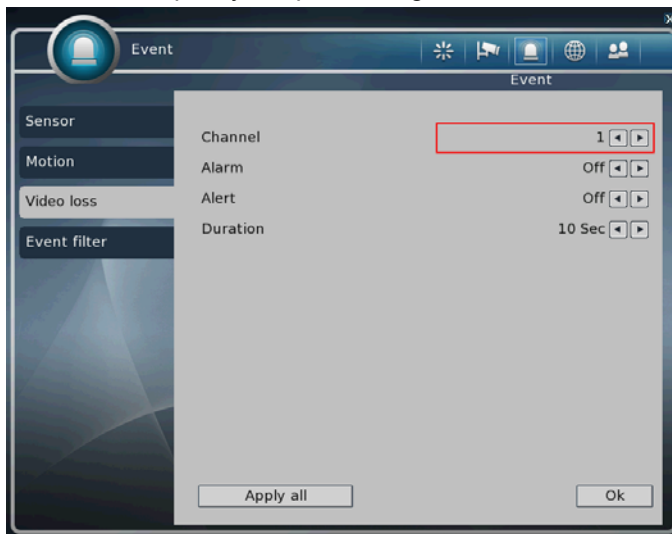 Event
Event
Sensor
Motion
Video loss
Event filter
Channel 1
Alarm Off
Alert Off
Duration 10 Sec
Apply all Ok